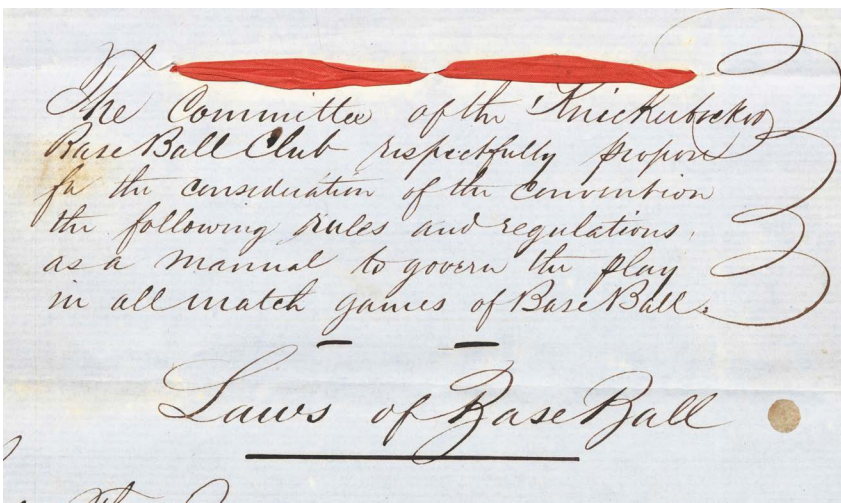 The Committee of the Knickerbocker
Base Ball Club respectfully propose
for the consideration of the convention
the following rules and regulations,
as a manual to govern the play
in all match games of Base Ball.
Laws of Base Ball
The